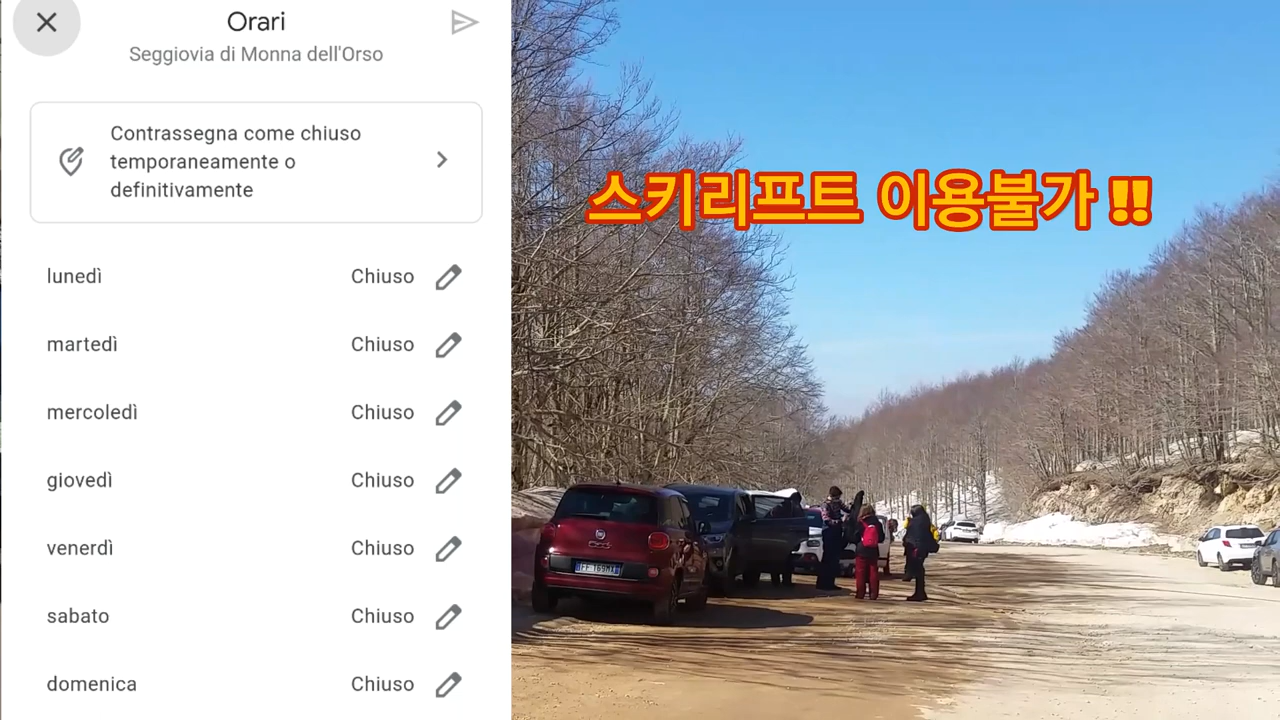 Orari
Seggiovia di Monna dell'Orso
Contrassegna come chiuso
temporaneamente o
definitivamente
lunedì Chiuso
martedì Chiuso
mercoledì Chiuso
giovedì Chiuso
venerdì Chiuso
sabato Chiuso
domenica Chiuso
스키리프트 이용불가 !!